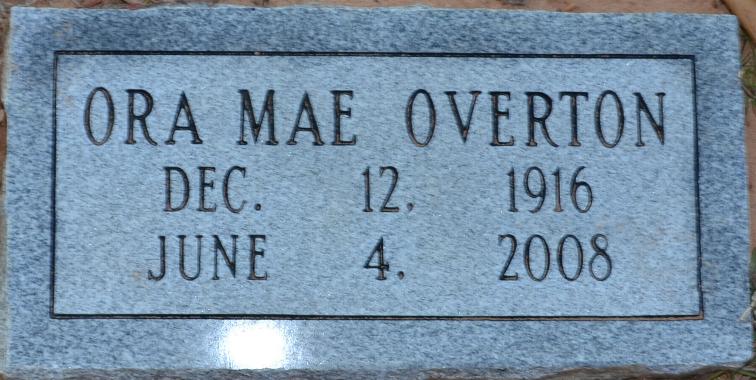 ORA MAE OVERTON
DEC. 12, 1916
JUNE 4, 2008